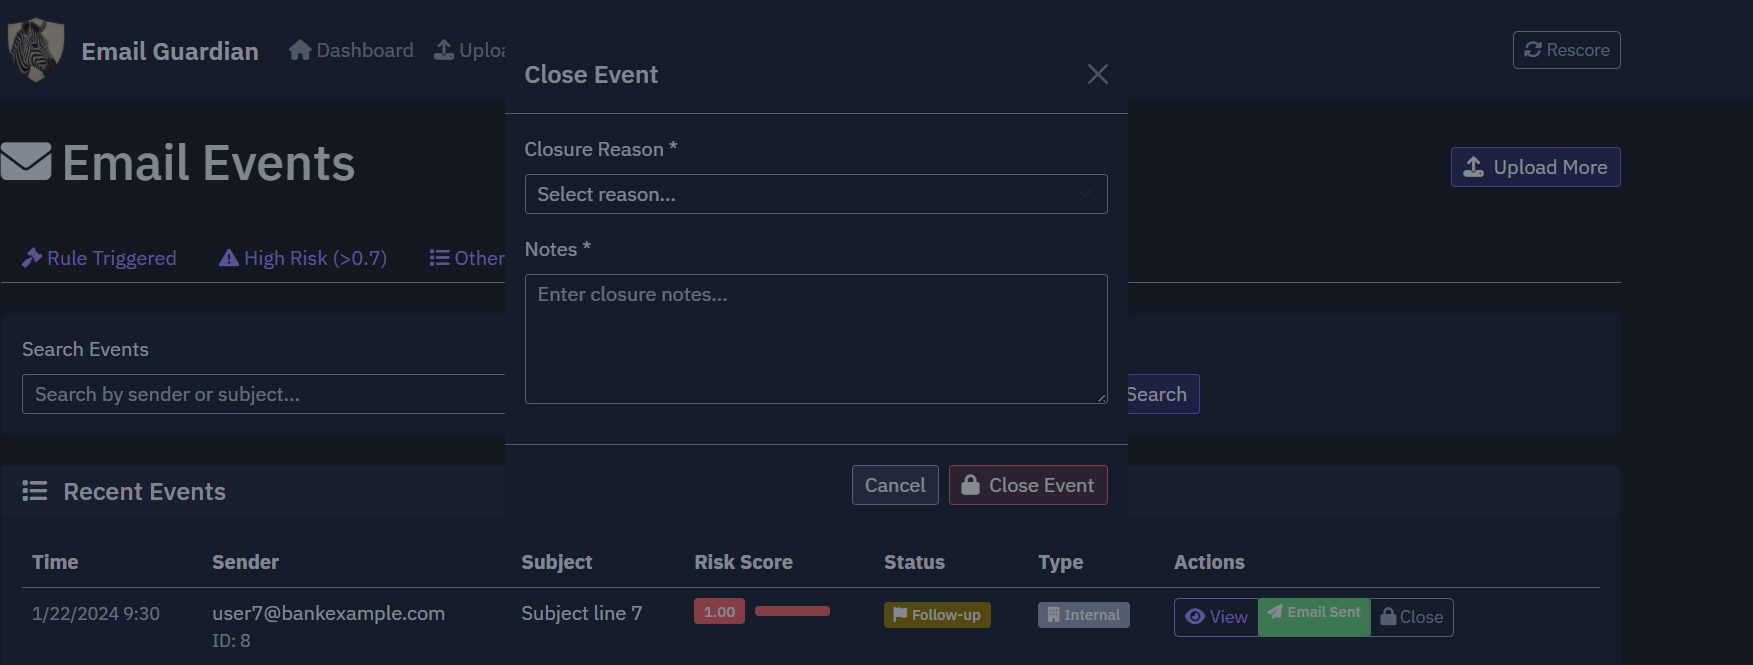 Email Guardian
Dashboard
Uploa
Rescore
Close Event
Closure Reason *
Select reason...
Notes *
Enter closure notes...
Cancel
Close Event
Email Events
Upload More
Rule Triggered
High Risk (>0.7)
Other
Search Events
Search by sender or subject...
Search
Recent Events
Time Sender Subject Risk Score Status Type Actions
1/22/2024 9:30 user7@bankexample.com Subject line 7 1.00 Follow-up Internal View Email Sent Close
ID: 8